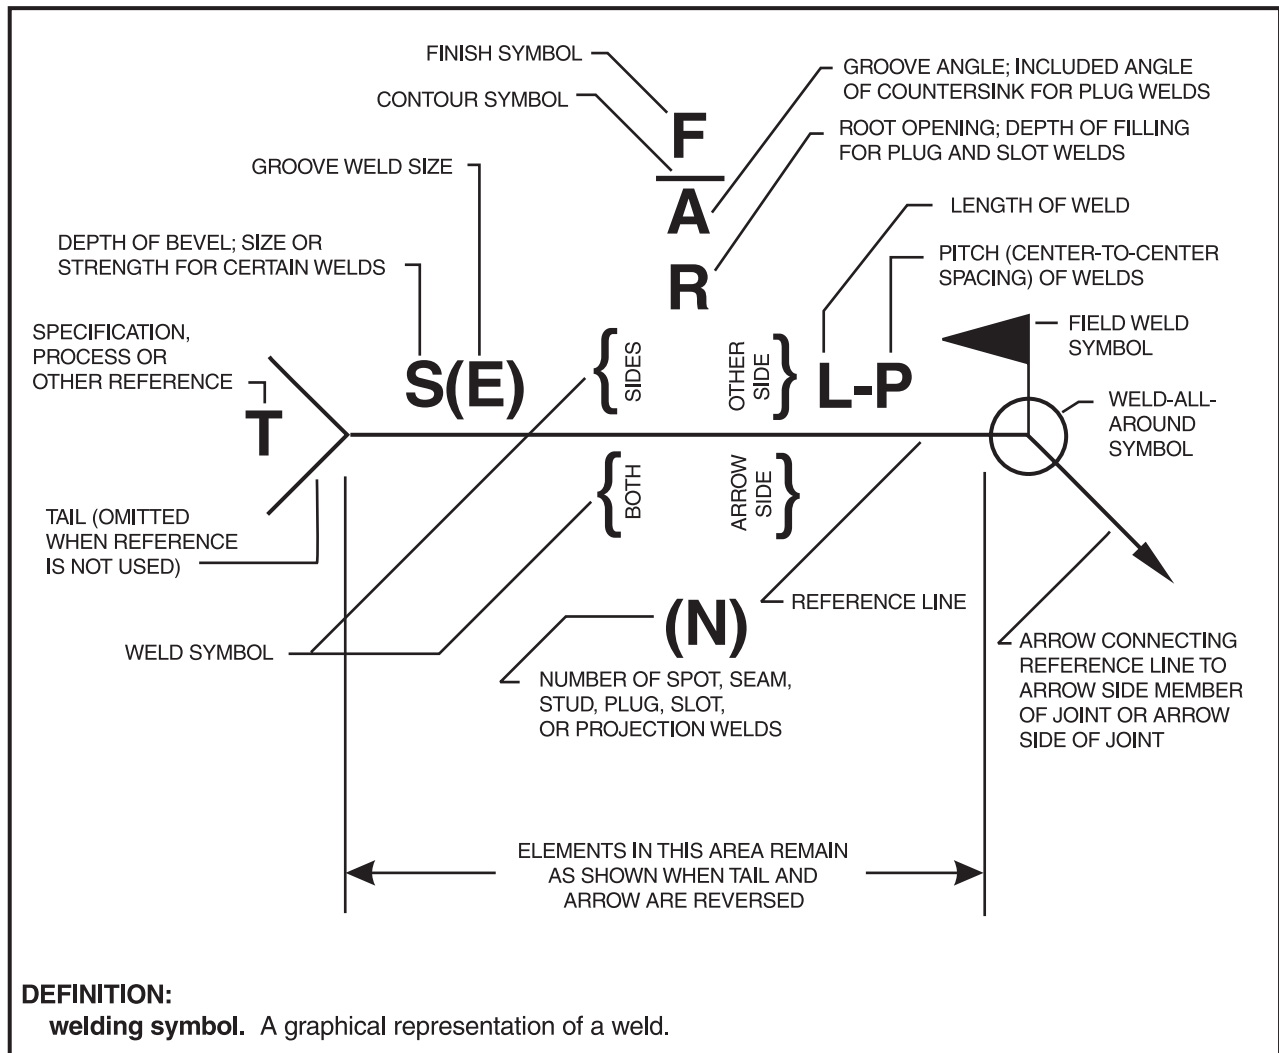 FINISH SYMBOL
CONTOUR SYMBOL
GROOVE WELD SIZE
DEPTH OF BEVEL; SIZE OR
STRENGTH FOR CERTAIN WELDS
SPECIFICATION,
PROCESS OR
OTHER REFERENCE
TAIL (OMITTED
WHEN REFERENCE
IS NOT USED)
WELD SYMBOL
F
A
R
GROOVE ANGLE; INCLUDED ANGLE
OF COUNTERSINK FOR PLUG WELDS
ROOT OPENING; DEPTH OF FILLING
FOR PLUG AND SLOT WELDS
LENGTH OF WELD
PITCH (CENTER-TO-CENTER
SPACING) OF WELDS
FIELD WELD
SYMBOL
WELD-ALL-
AROUND
SYMBOL
T
S(E)
{ SIDES
{ BOTH
OTHER
SIDE }
ARROW
SIDE }
L-P
REFERENCE LINE
(N)
NUMBER OF SPOT, SEAM,
STUD, PLUG, SLOT,
OR PROJECTION WELDS
ARROW CONNECTING
REFERENCE LINE TO
ARROW SIDE MEMBER
OF JOINT OR ARROW
SIDE OF JOINT
ELEMENTS IN THIS AREA REMAIN
AS SHOWN WHEN TAIL AND
ARROW ARE REVERSED
DEFINITION:
welding symbol. A graphical representation of a weld.